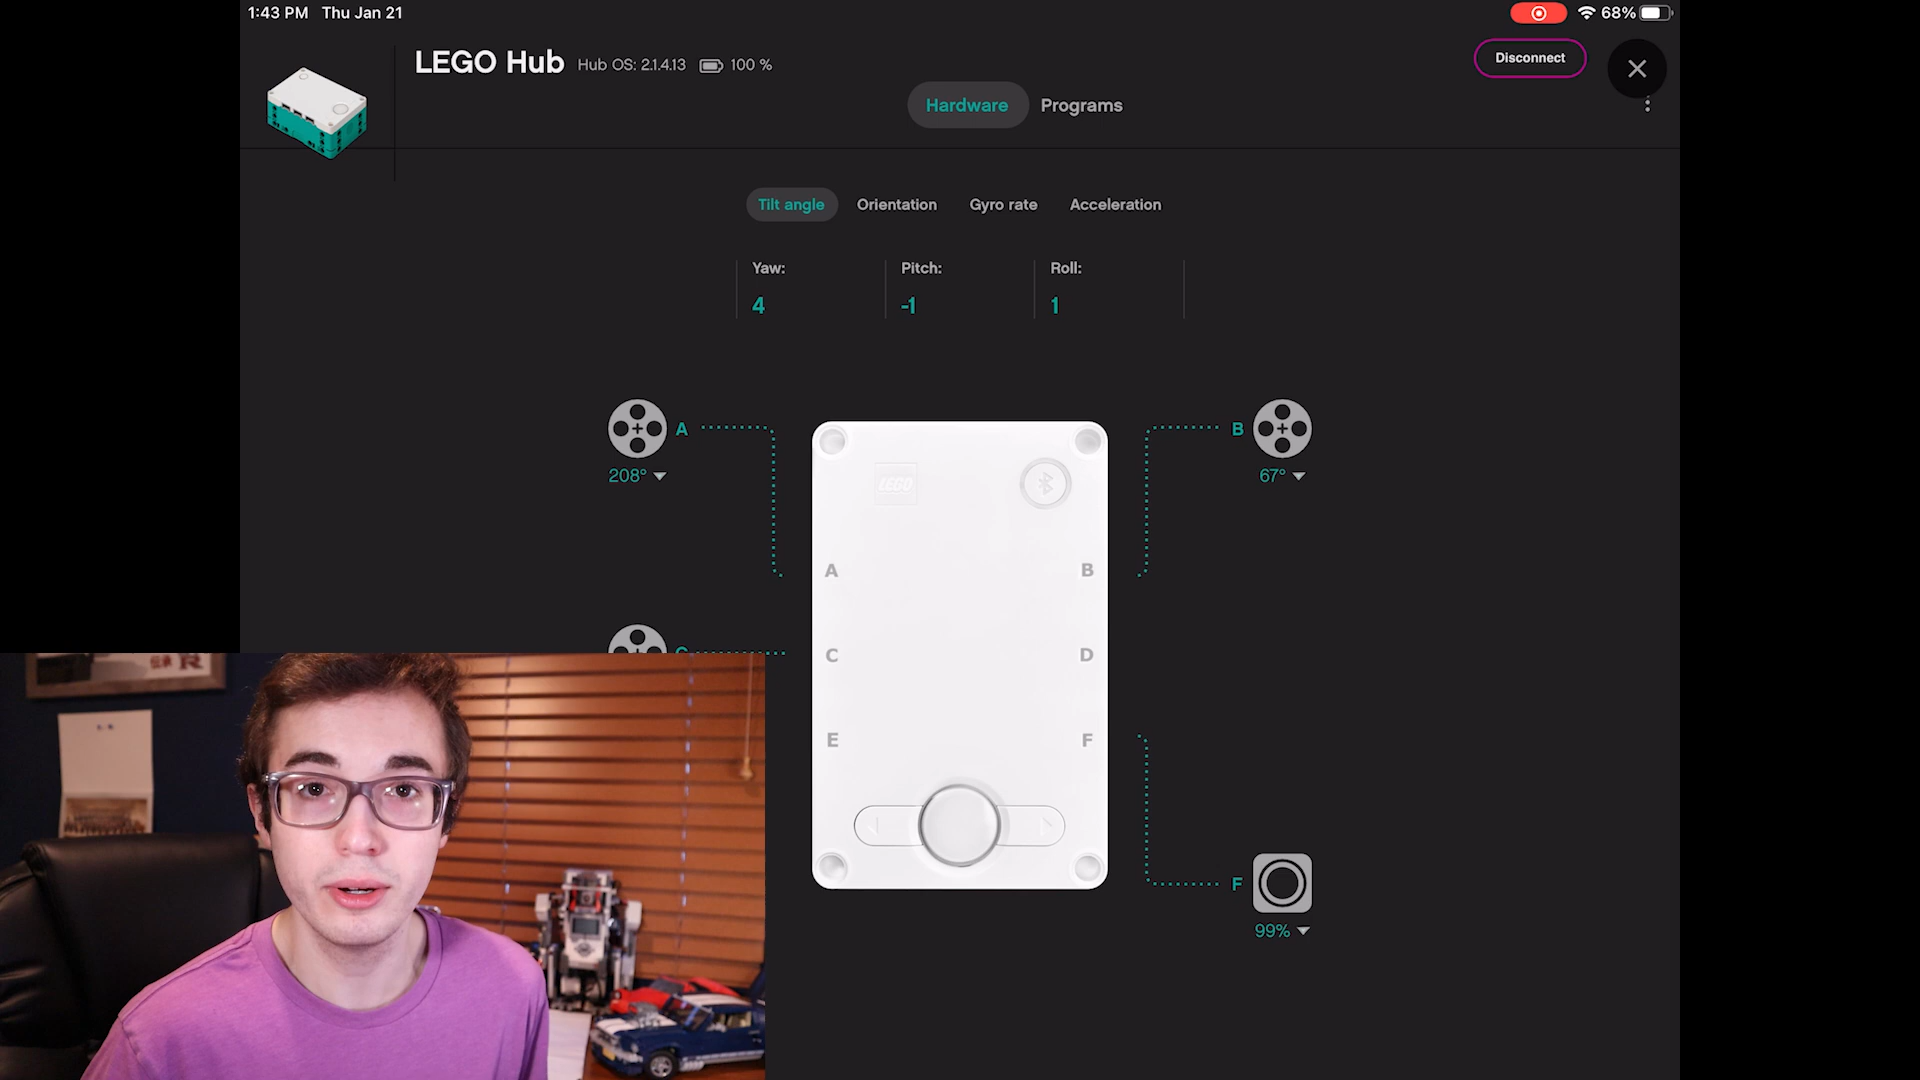 1:43 PM Thu Jan 21
68%
LEGO Hub Hub OS: 2.1.4.13 100 %
Disconnect
Hardware Programs
Tilt angle Orientation Gyro rate Acceleration
Yaw: Pitch: Roll:
4 -1 1
A B
208° 67°
LEGO
A B
C D
E F
F
99%